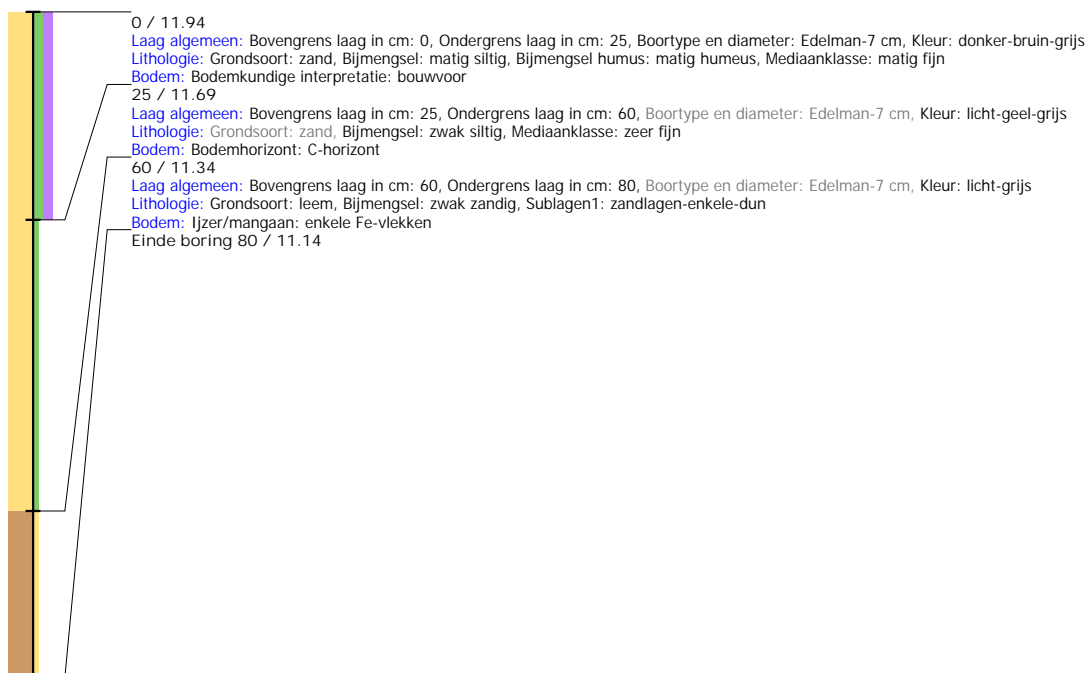 0 / 11.94
Laag algemeen: Bovengrens laag in cm: 0, Ondergrens laag in cm: 25, Boortype en diameter: Edelman-7 cm, Kleur: donker-bruin-grijs
Lithologie: Grondsoort: zand, Bijmengsel: matig siltig, Bijmengsel humus: matig humeus, Mediaanklasse: matig fijn
Bodem: Bodemkundige interpretatie: bouwvoor
25 / 11.69
Laag algemeen: Bovengrens laag in cm: 25, Ondergrens laag in cm: 60, Boortype en diameter: Edelman-7 cm, Kleur: licht-geel-grijs
Lithologie: Grondsoort: zand, Bijmengsel: zwak siltig, Mediaanklasse: zeer fijn
Bodem: Bodemhorizont: C-horizont
60 / 11.34
Laag algemeen: Bovengrens laag in cm: 60, Ondergrens laag in cm: 80, Boortype en diameter: Edelman-7 cm, Kleur: licht-grijs
Lithologie: Grondsoort: leem, Bijmengsel: zwak zandig, Sublagen1: zandlagen-enkele-dun
Bodem: Ijzer/mangaan: enkele Fe-vlekken
Einde boring 80 / 11.14